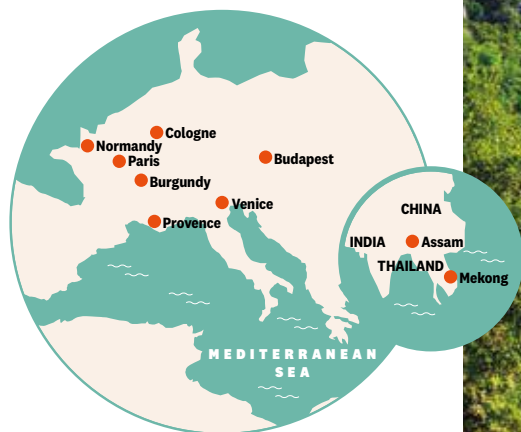 Cologne
Normandy
Paris
Budapest
Burgundy
Venice
Provence
CHINA
INDIA
Assam
THAILAND
Mekong
MEDITERRANEAN
SEA